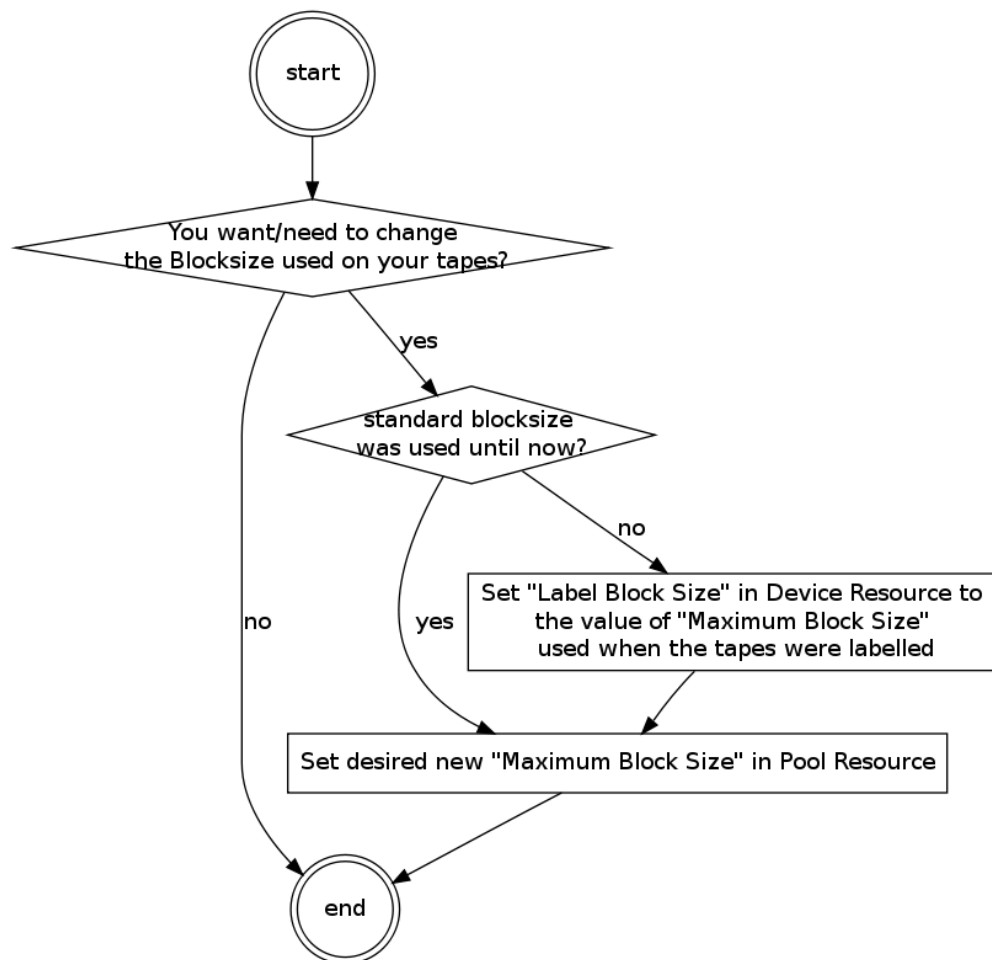 start
You want/need to change
the Blocksize used on your tapes?
yes
standard blocksize
was used until now?
no
Set "Label Block Size" in Device Resource to
the value of "Maximum Block Size"
used when the tapes were labelled
no
yes
Set desired new "Maximum Block Size" in Pool Resource
end